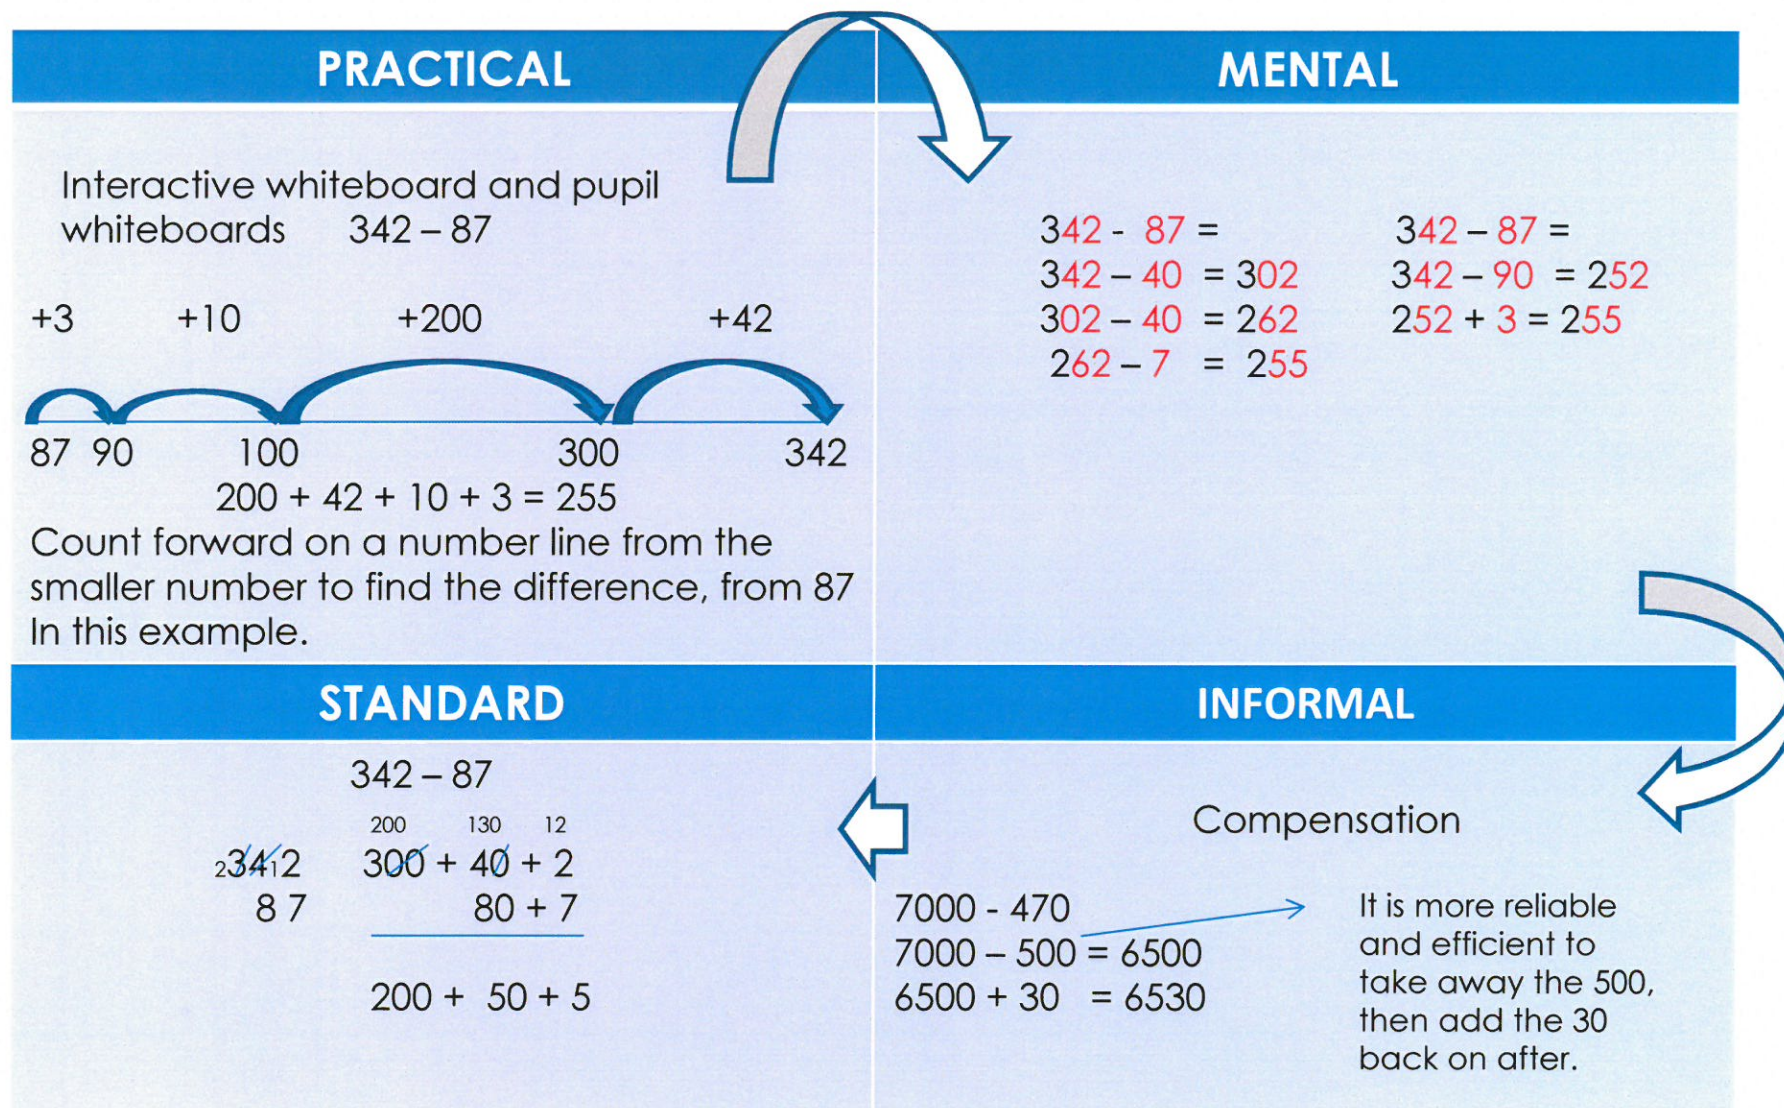 PRACTICAL
Interactive whiteboard and pupil
whiteboards 342 – 87
+3 +10 +200 +42
87 90 100 300 342
200 + 42 + 10 + 3 = 255
Count forward on a number line from the
smaller number to find the difference, from 87
In this example.
MENTAL
342 - 87 =
342 – 40 = 302
302 – 40 = 262
262 – 7 = 255
342 – 87 =
342 – 90 = 252
252 + 3 = 255
STANDARD
342 – 87
200 130 12
2 34 1 2 300 + 40 + 2
8 7 80 + 7
200 + 50 + 5
INFORMAL
Compensation
7000 - 470
7000 – 500 = 6500
6500 + 30 = 6530
It is more reliable
and efficient to
take away the 500,
then add the 30
back on after.